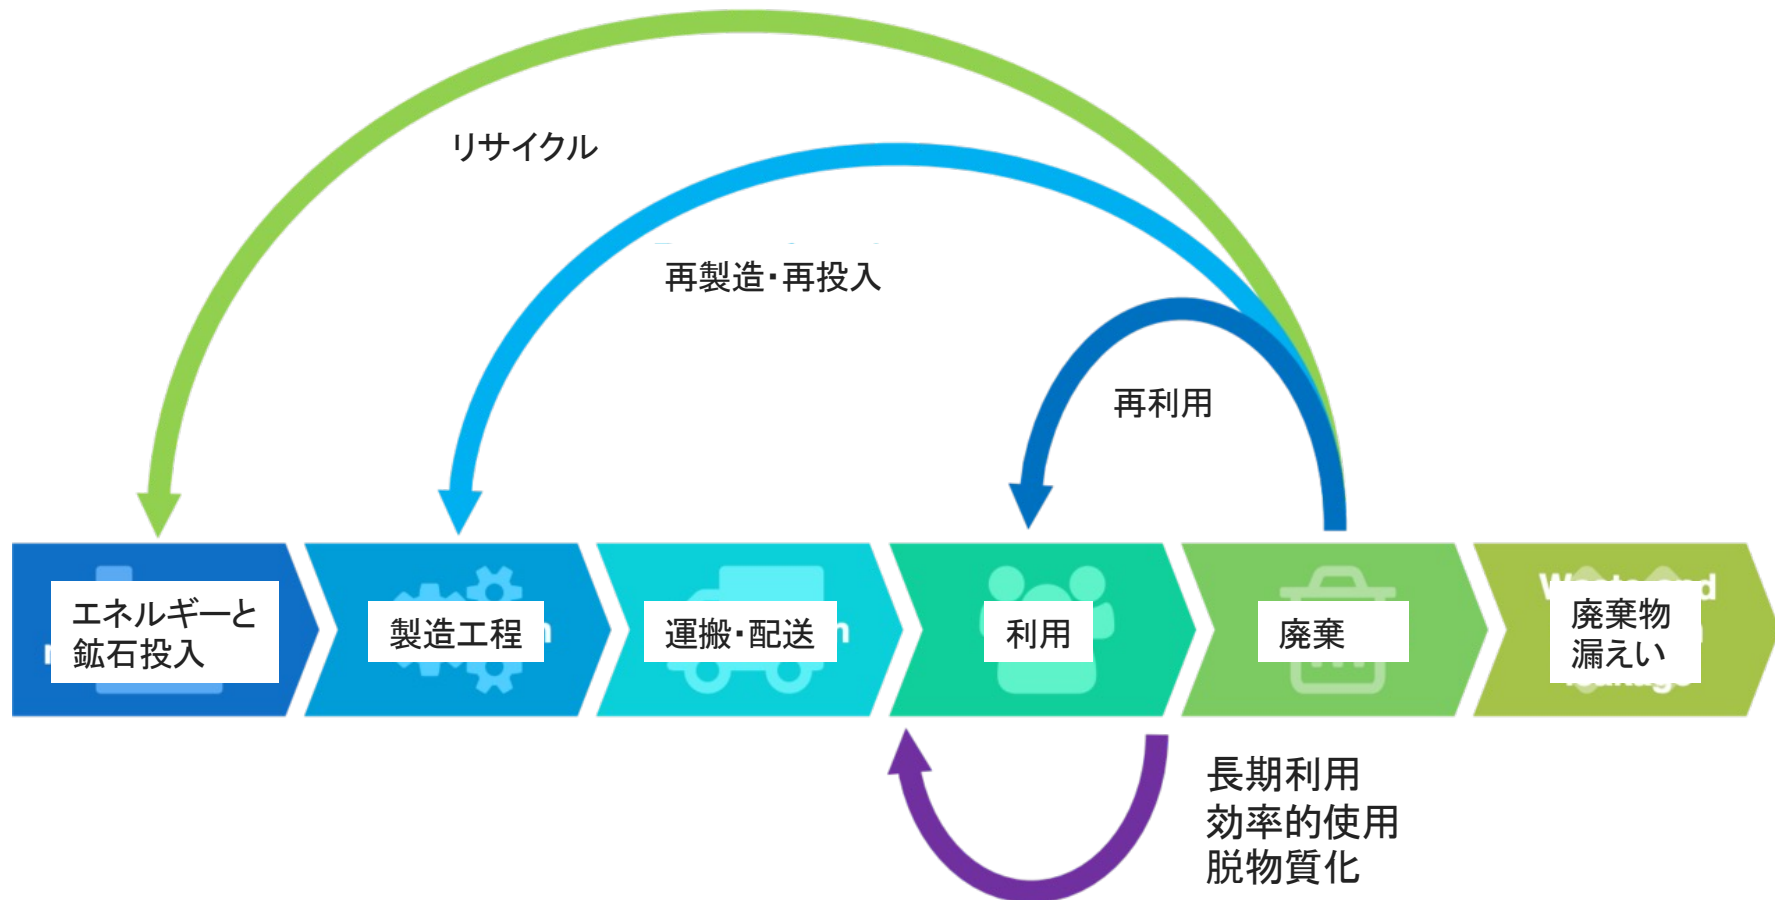 リサイクル
再製造・再投入
再利用
エネルギーと
鉱石投入
製造工程
運搬・配送
利用
廃棄
廃棄物
漏えい
長期利用
効率的使用
脱物質化